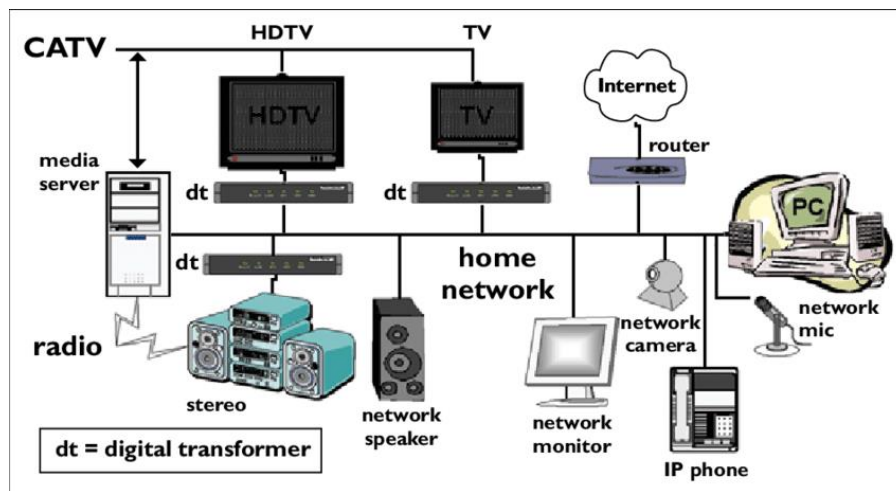 CATV
HDTV
TV
HDTV
TV
Internet
media
server
dt
dt
router
PC
dt
home
network
radio
network
camera
network
mic
stereo
network
speaker
network
monitor
dt = digital transformer
IP phone